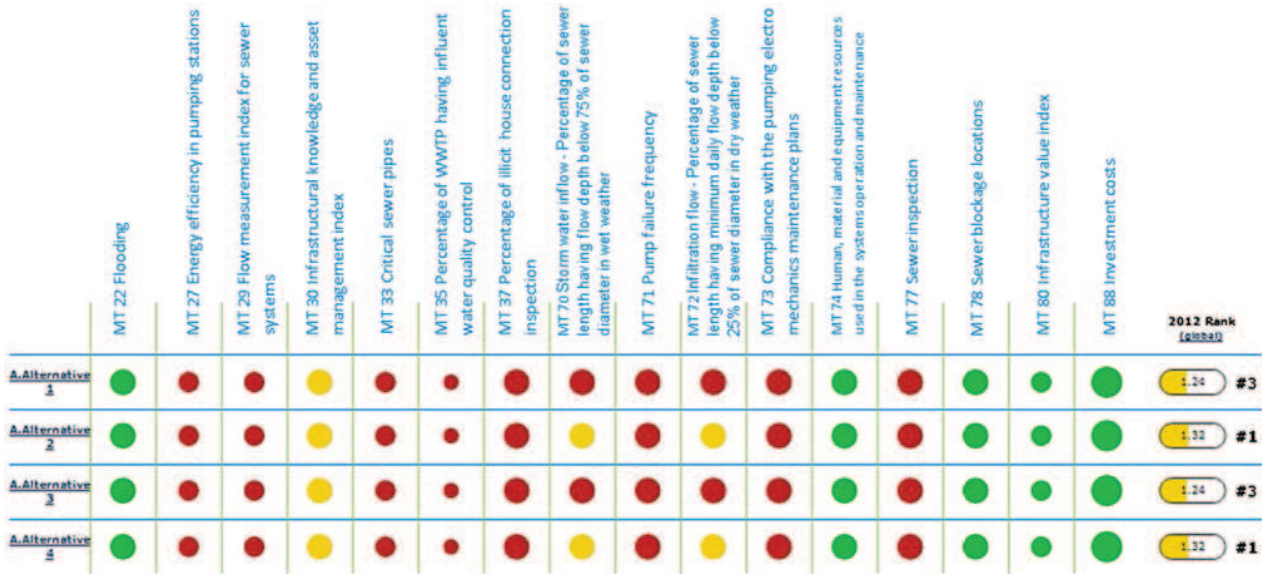 MT 22 Flooding
MT 27 Energy efficiency in pumping stations
MT 29 Flow measurement index for sewer
systems
MT 30 Infrastructural knowledge and asset
management index
MT 33 Critical sewer pipes
MT 35 Percentage of WWTP having influent
water quality control
MT 37 Percentage of illicit house connection
inspection
MT 70 Storm water inflow - Percentage of sewer
length having flow depth below 75% of sewer
diameter in wet weather
MT 71 Pump failure frequency
MT 72 Infiltration flow - Percentage of sewer
length having minimum daily flow depth below
25% of sewer diameter in dry weather
MT 73 Compliance with the pumping electro
mechanics maintenance plans
MT 74 Human, material and equipment resources
used in the systems operation and maintenance
MT 77 Sewer inspection
MT 78 Sewer blockage locations
MT 80 Infrastructure value index
MT 88 Investment costs
2012 Rank
(global)
A.Alternative
1
1.24 #3
A.Alternative
2
1.32 #1
A.Alternative
3
1.24 #3
A.Alternative
4
1.32 #1